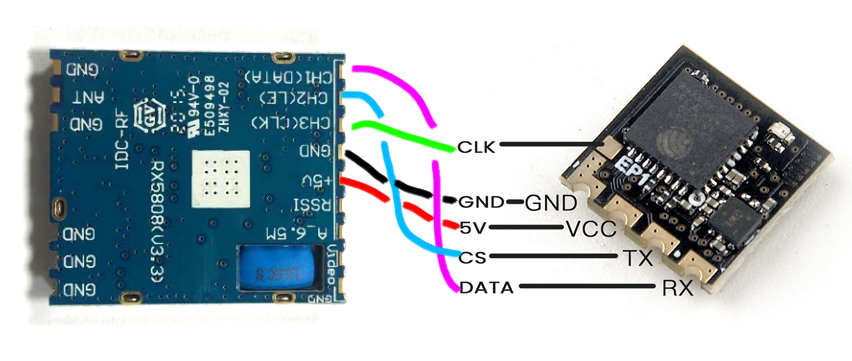 GND
ANT
GND
GND
GND
GND
IDC-RF
GV
2015
94V-0
E509498
ZHXY-02
RX5808(V3.3)
CH1(DATA)
CH2(LE)
CH3(CLK)
GND
+5V
RSSI
A_6.5M
Video
GND
CLK
GND
GND
5V
VCC
CS
TX
DATA
RX
EP1